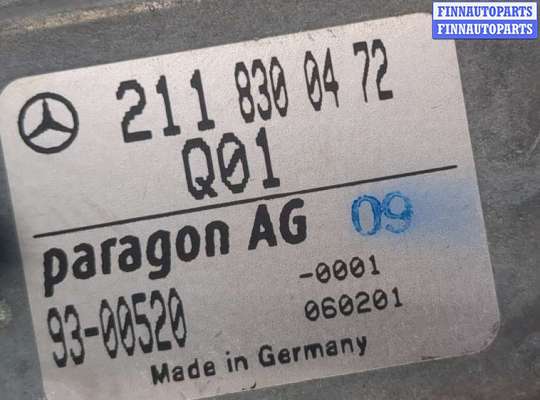 FINNAUTOPARTS
FINNAUTOPARTS
211 830 04 72
Q01
paragon AG 09
93-00520 -0001
060201
Made in Germany